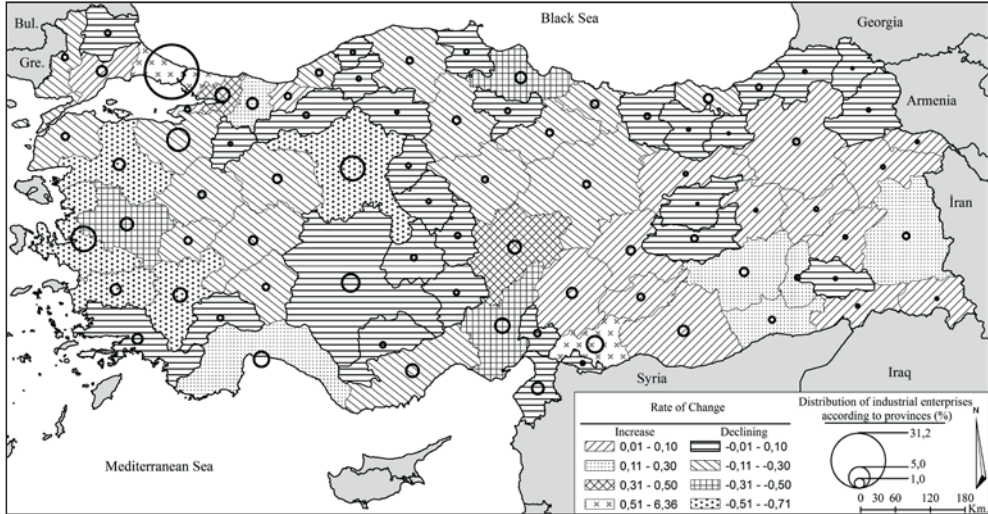 Bul.
Black Sea
Georgia
Gre.
Armenia
İran
Syria
Iraq
Mediterranean Sea
Rate of Change
Increase
Declining
0,01 - 0,10
-0,01 - 0,10
0,11 - 0,30
-0,11 - -0,30
0,31 - 0,50
-0,31 - -0,50
0,51 - 6,36
-0,51 - -0,71
Distribution of industrial enterprises
according to provinces (%)
31,2
5,0
1,0
N
0 30 60 120 180
Km.